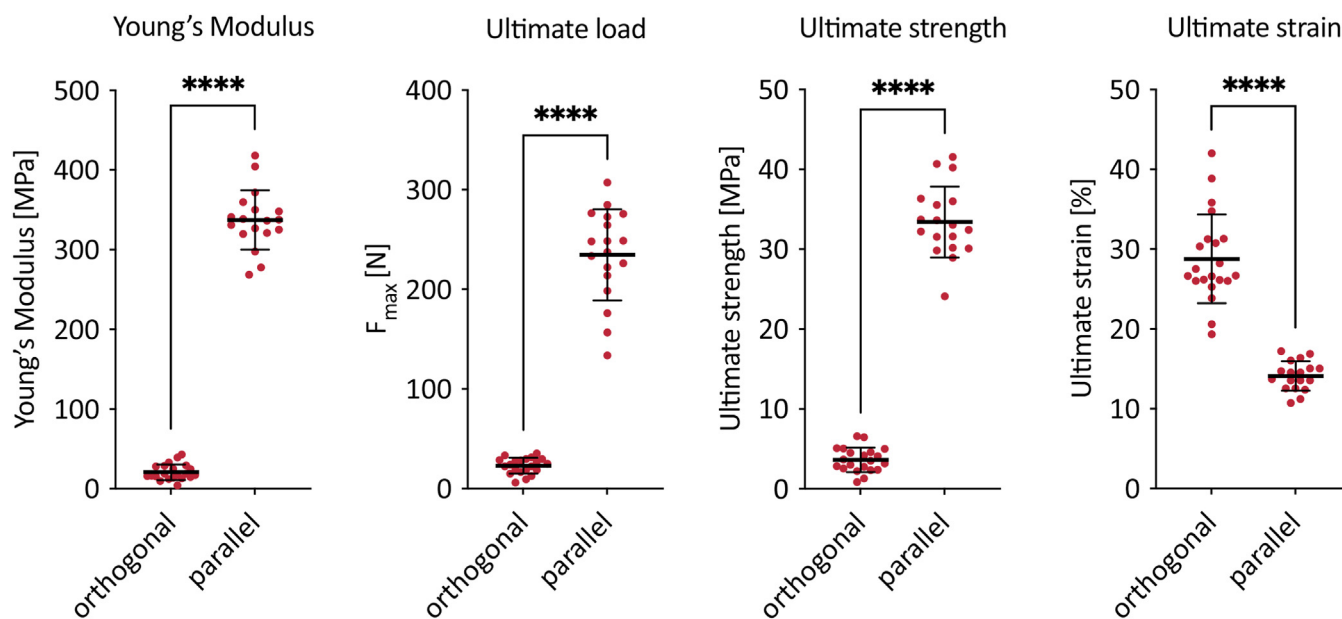 Young's Modulus
Young's Modulus [MPa]
500
400
300
200
100
0
****
orthogonal
parallel
Ultimate load
Fmax [N]
400
300
200
100
0
****
orthogonal
parallel
Ultimate strength
Ultimate strength [MPa]
50
40
30
20
10
0
****
orthogonal
parallel
Ultimate strain
Ultimate strain [%]
50
40
30
20
10
0
****
orthogonal
parallel